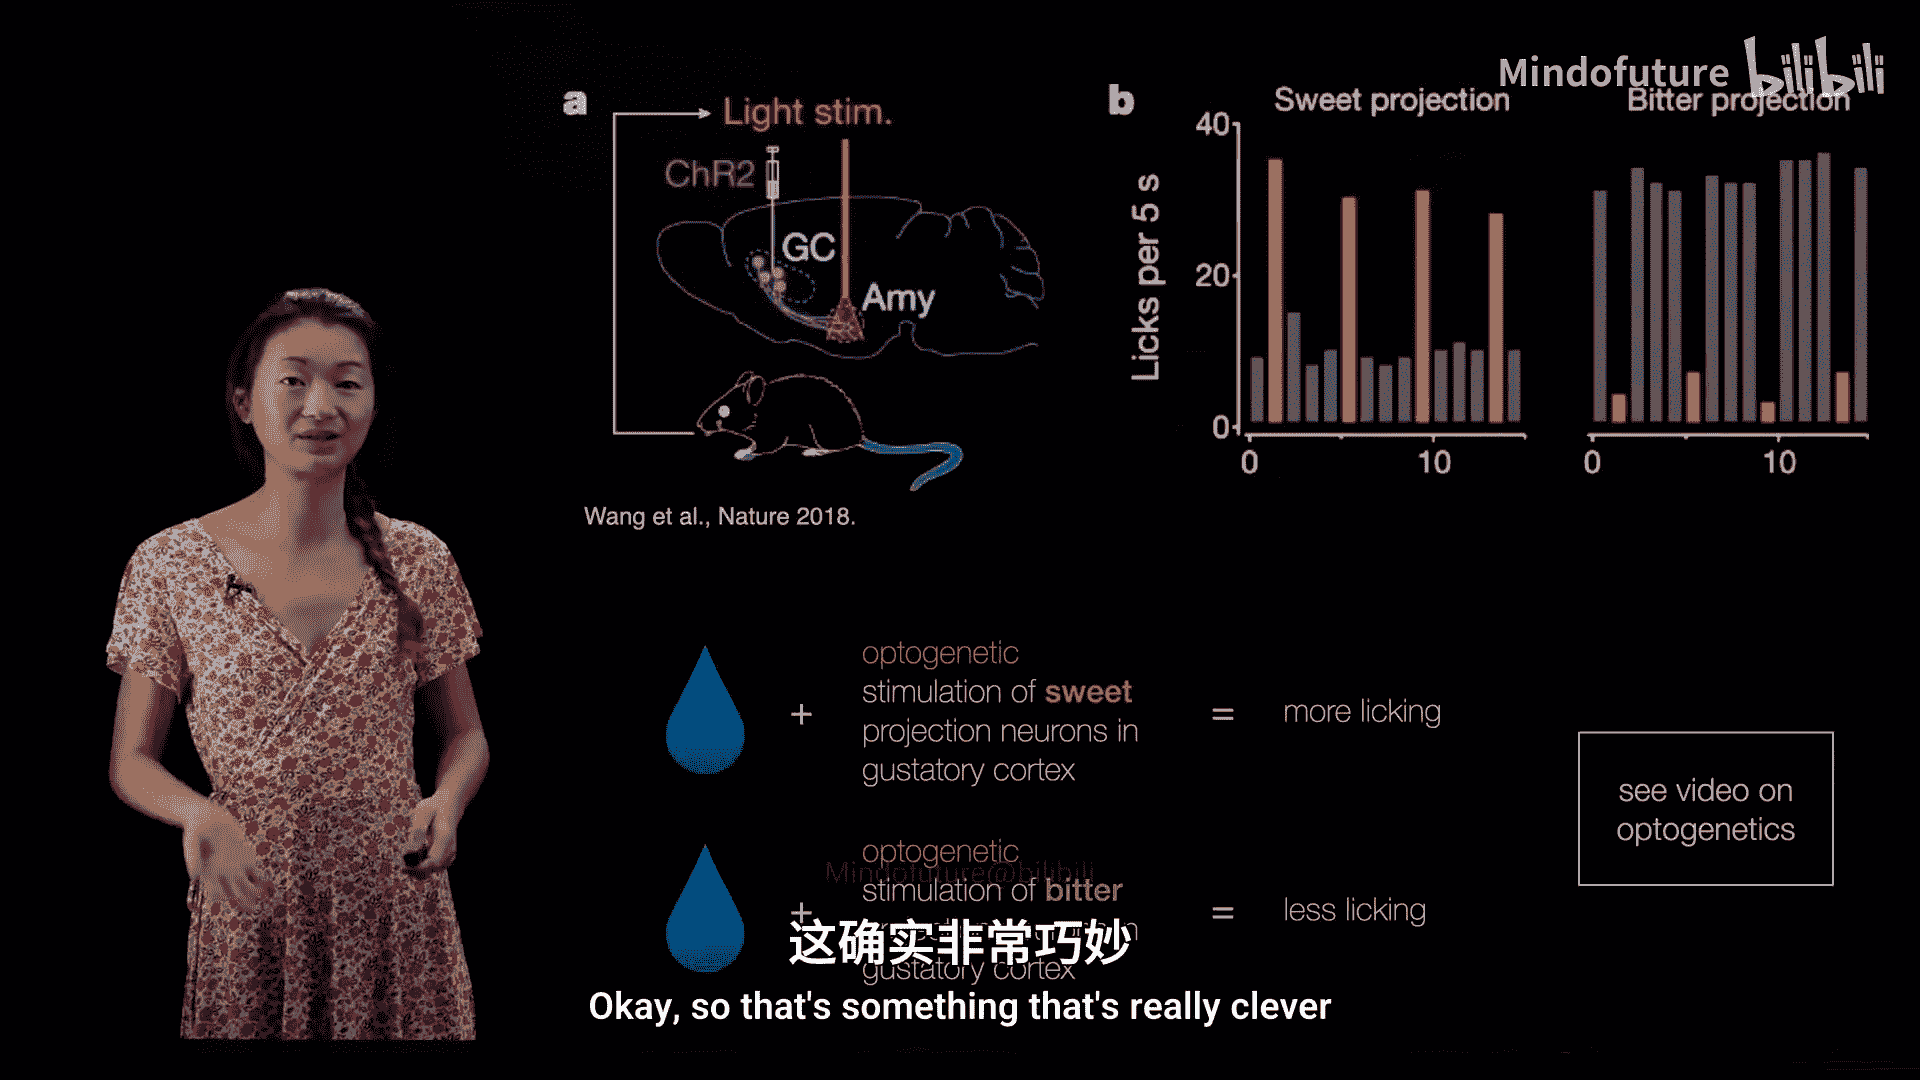 Mindofuture bilibili
a
Light stim.
ChR2
GC
Amy
Wang et al., Nature 2018.
b
Sweet projection
Bitter projection
Licks per 5 s
40
20
0
0
10
0
10
optogenetic
stimulation of sweet
projection neurons in
gustatory cortex
+
=
more licking
optogenetic
stimulation of bitter
gustatory cortex
+
=
less licking
see video on
optogenetics
Mindofuture@bilibili
这确实非常巧妙
Okay, so that's something that's really clever